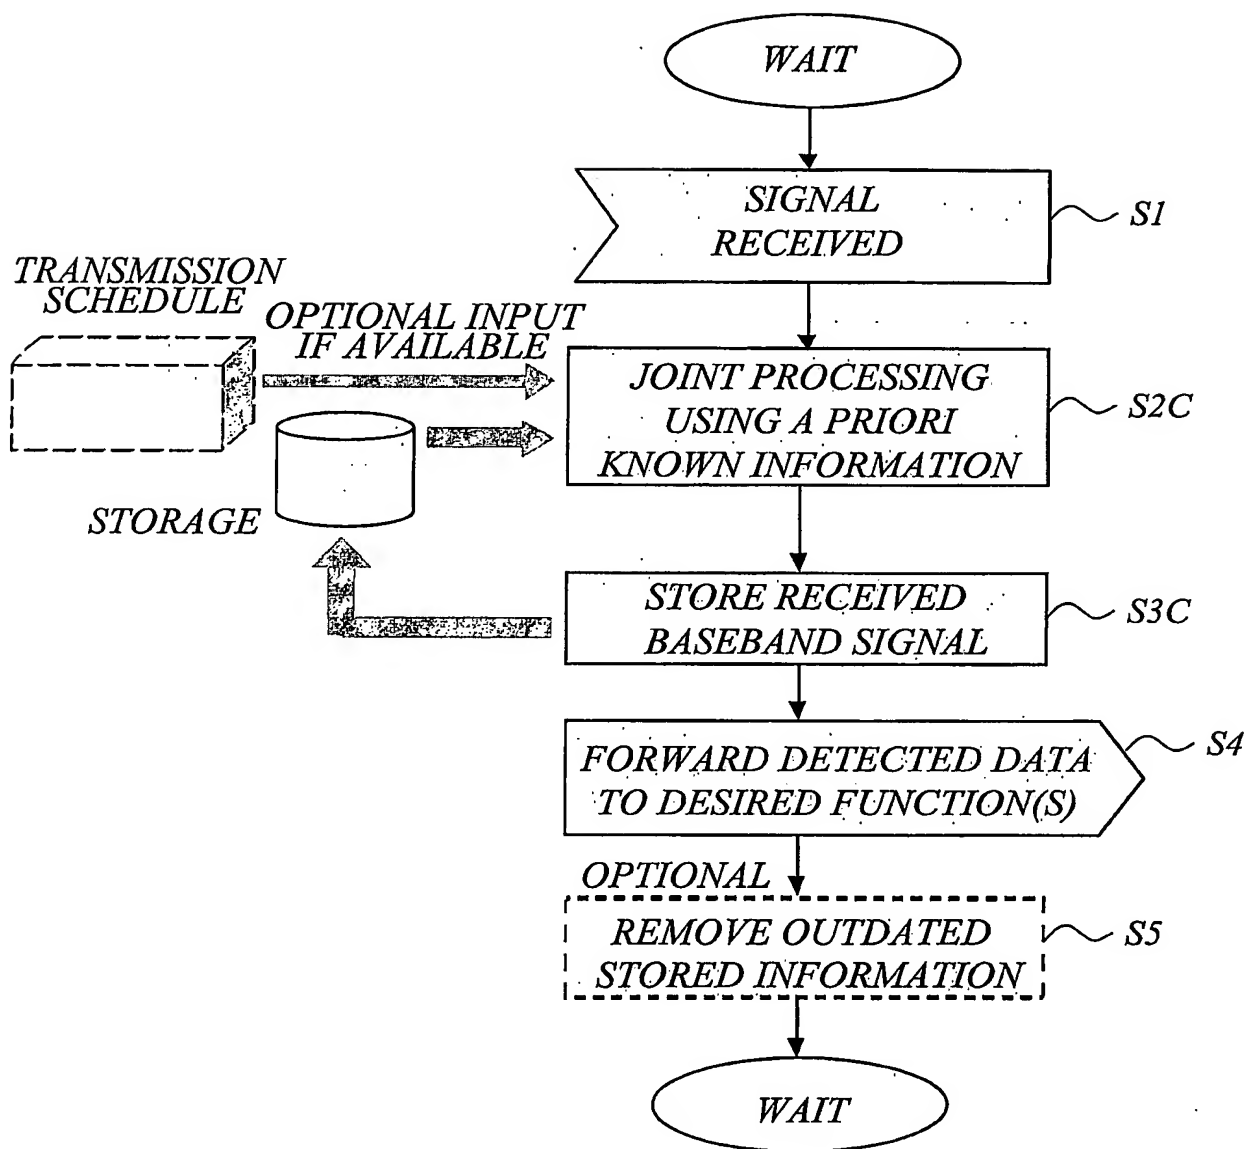 WAIT
SIGNAL
RECEIVED
S1
TRANSMISSION
SCHEDULE
OPTIONAL INPUT
IF AVAILABLE
JOINT PROCESSING
USING A PRIORI
KNOWN INFORMATION
S2C
STORAGE
STORE RECEIVED
BASEBAND SIGNAL
S3C
FORWARD DETECTED DATA
TO DESIRED FUNCTION(S)
S4
OPTIONAL
REMOVE OUTDATED
STORED INFORMATION
S5
WAIT